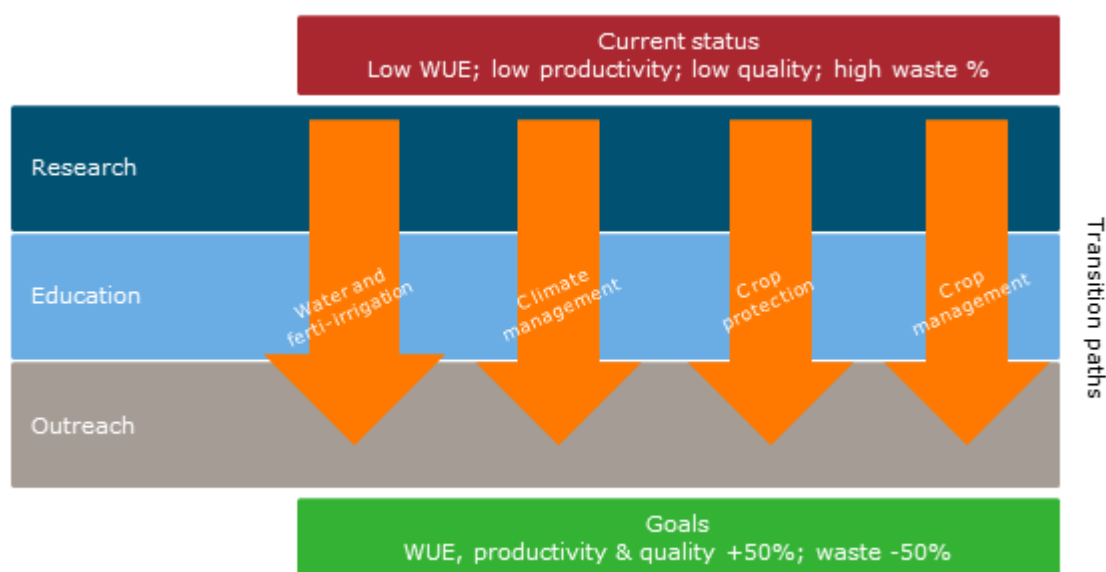 Current status
Low WUE; low productivity; low quality; high waste %
Research
Education
Water and
ferti-irrigation
Climate
management
Crop
protection
Crop
management
Outreach
Transition paths
Goals
WUE, productivity & quality +50%; waste -50%